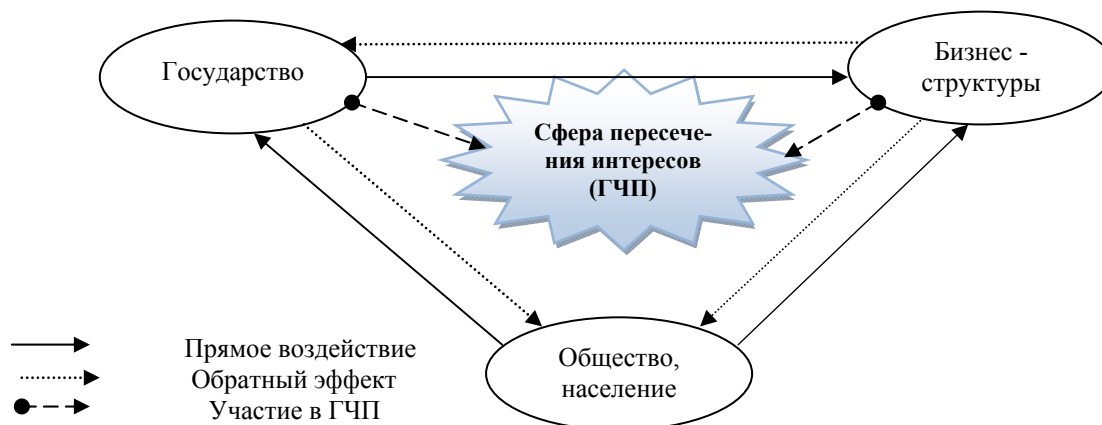 Государство
Бизнес -
структуры
Сфера пересече-
ния интересов
(ГЧП)
Общество,
население
Прямое воздействие
Обратный эффект
Участие в ГЧП